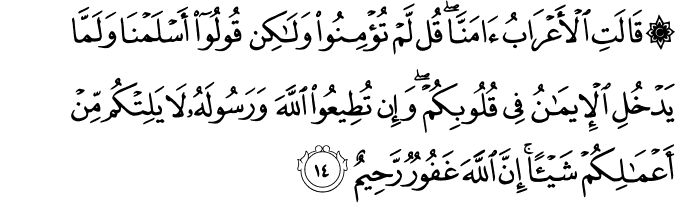 ۞ قَالَتِ ٱلْأَعْرَابُ ءَامَنَّا ۖ قُل لَّمْ تُؤْمِنُوا۟ وَلَـٰكِن قُولُوٓا۟ أَسْلَمْنَا وَلَمَّا
يَدْخُلِ ٱلْإِيمَـٰنُ فِى قُلُوبِكُمْ ۖ وَإِن تُطِيعُوا۟ ٱللَّهَ وَرَسُولَهُۥ لَا يَلِتْكُم مِّنْ
أَعْمَـٰلِكُمْ شَيْـًٔا ۚ إِنَّ ٱللَّهَ غَفُورٌ رَّحِيمٌ ١٤